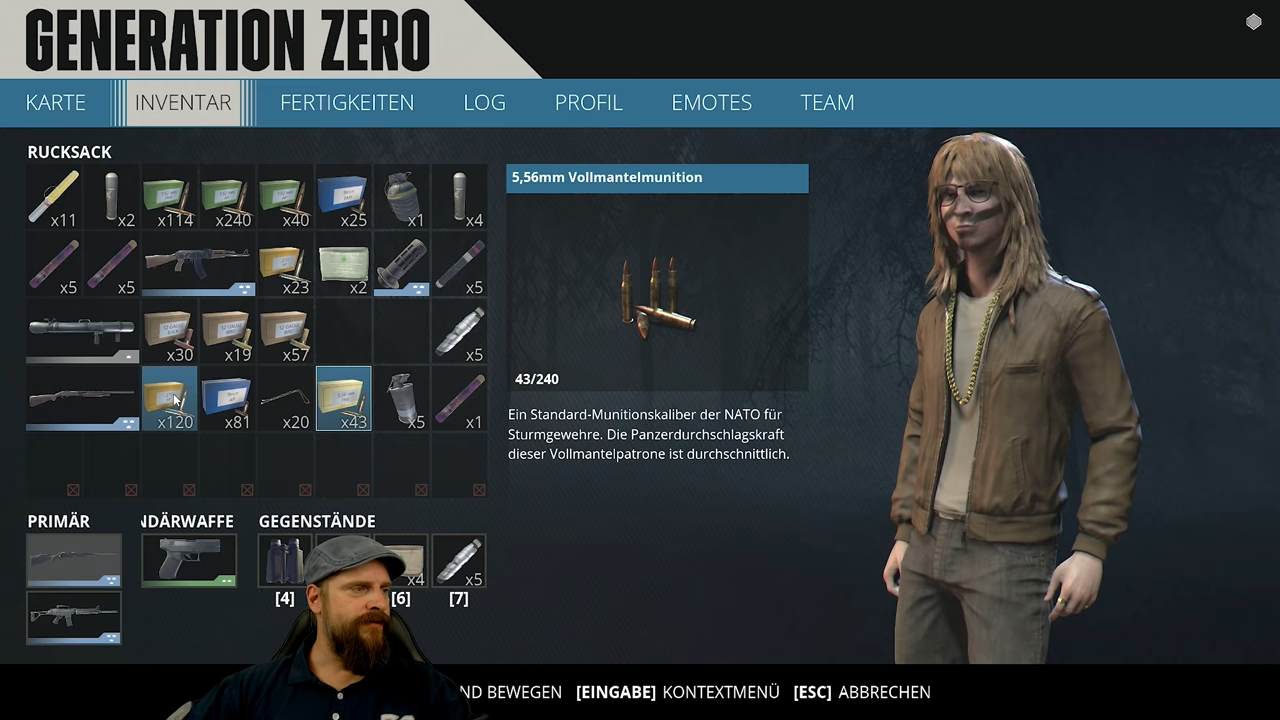 GENERATION ZERO
KARTE INVENTAR FERTIGKEITEN LOG PROFIL EMOTES TEAM
RUCKSACK
x11 x2 x114 x240 x40 x25 x1 x4
x5 x5 x23 x2 x5
x30 x19 x57 x5
x120 x81 x20 x43 x5 x1
5,56mm Vollmantelmunition
43/240
Ein Standard-Munitionskaliber der NATO für
Sturmgewehre. Die Panzerdurchschlagskraft
dieser Vollmantelpatrone ist durchschnittlich.
PRIMÄR NDÄRWAFFE GEGENSTÄNDE
x4 x5
[4] [6] [7]
ND BEWEGEN [EINGABE] KONTEXTMENÜ [ESC] ABBRECHEN